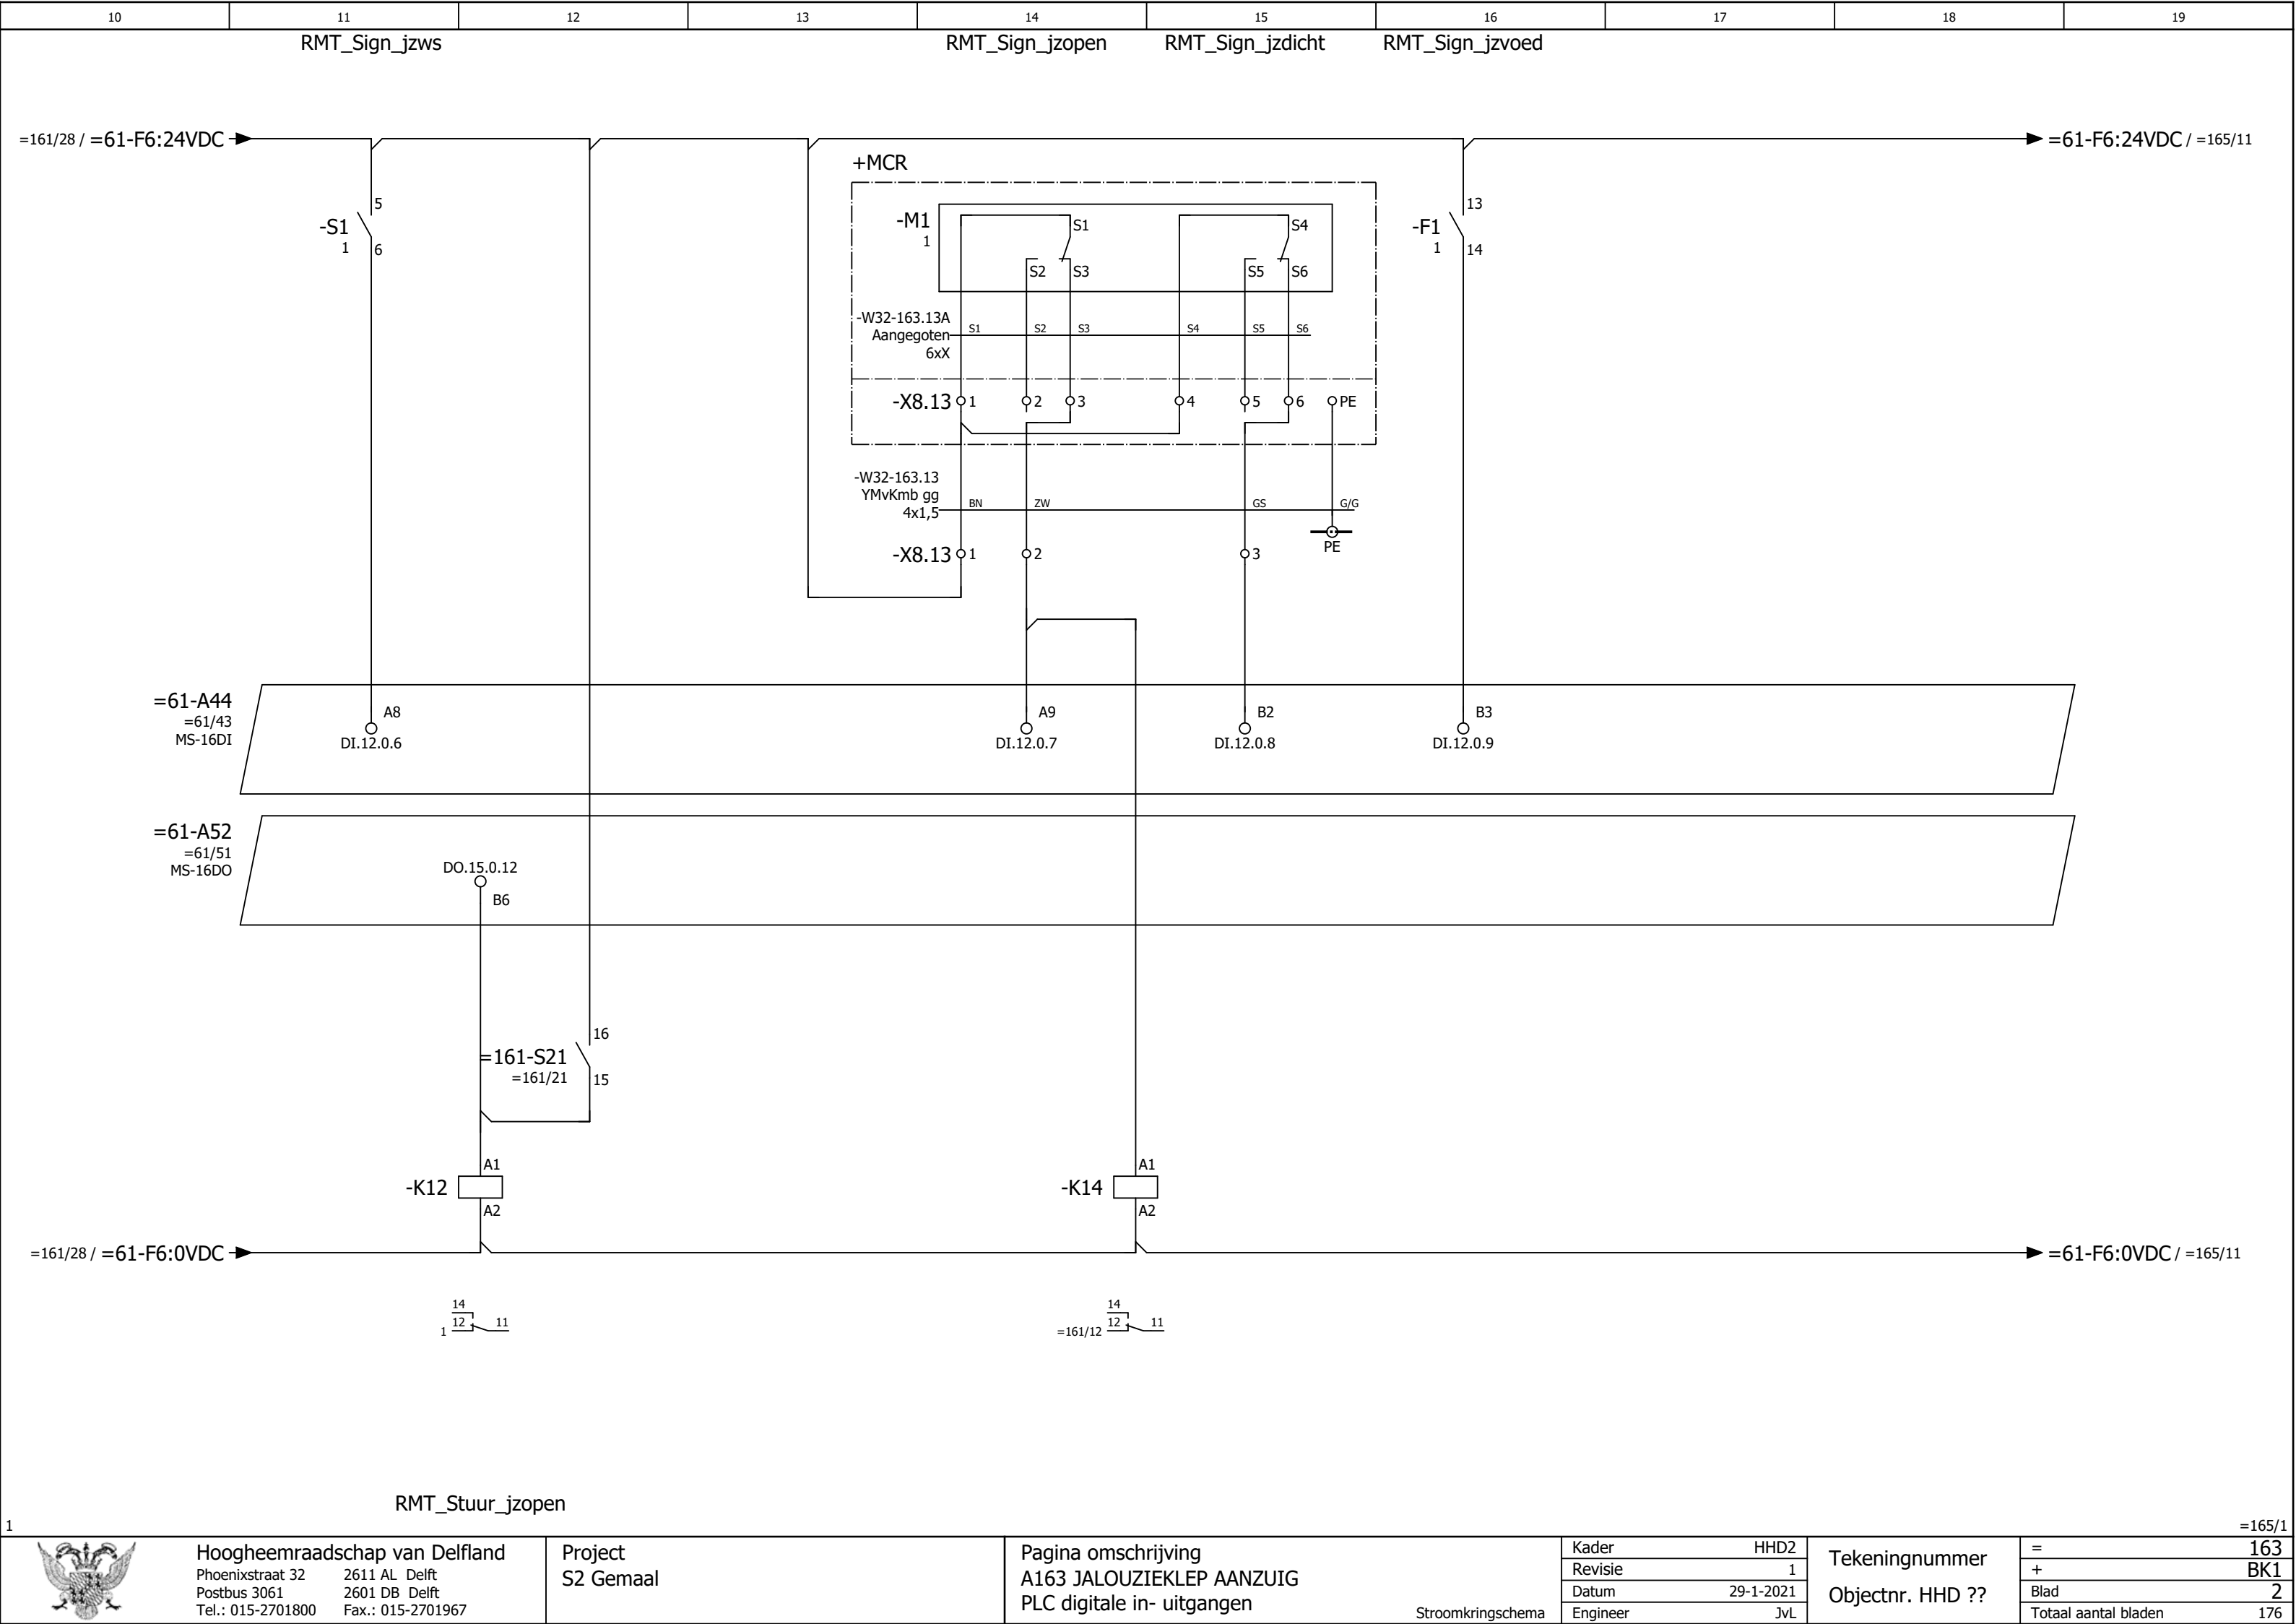 10 11 12 13 14 15 16 17 18 19
RMT_Sign_jzws RMT_Sign_jzopen RMT_Sign_jzdicht RMT_Sign_jzvoed
=161/28 / =61-F6:24VDC =61-F6:24VDC / =165/11
+MCR
5 13
-S1 -M1 S1 S4 -F1
1 6 1 1 14
S2 S3 S5 S6
-W32-163.13A
Aangegoten S1 S2 S3 S4 S5 S6
6xX
-X8.13 1 2 3 4 5 6 PE
-W32-163.13
YMvKmb gg
4x1,5 BN ZW GS G/G
PE
-X8.13 1 2 3
=61-A44
=61/43
MS-16DI
A8 A9 B2 B3
DI.12.0.6 DI.12.0.7 DI.12.0.8 DI.12.0.9
=61-A52
=61/51
MS-16DO
DO.15.0.12
B6
16
=161-S21
=161/21 15
A1 A1
-K12 -K14
A2 A2
=161/28 / =61-F6:0VDC =61-F6:0VDC / =165/11
14 14
1 12 11 =161/12 12 11
RMT_Stuur_jzopen
1 =165/1
Hoogheemraadschap van Delfland
Phoenixstraat 32 2611 AL Delft
Postbus 3061 2601 DB Delft
Tel.: 015-2701800 Fax.: 015-2701967
Project
S2 Gemaal
Pagina omschrijving
A163 JALOUZIEKLEP AANZUIG
PLC digitale in- uitgangen
Stroomkringschema
Kader HHD2
Revisie 1
Datum 29-1-2021
Engineer JvL
Tekeningnummer
Objectnr. HHD ??
= 163
+ BK1
Blad 2
Totaal aantal bladen 176